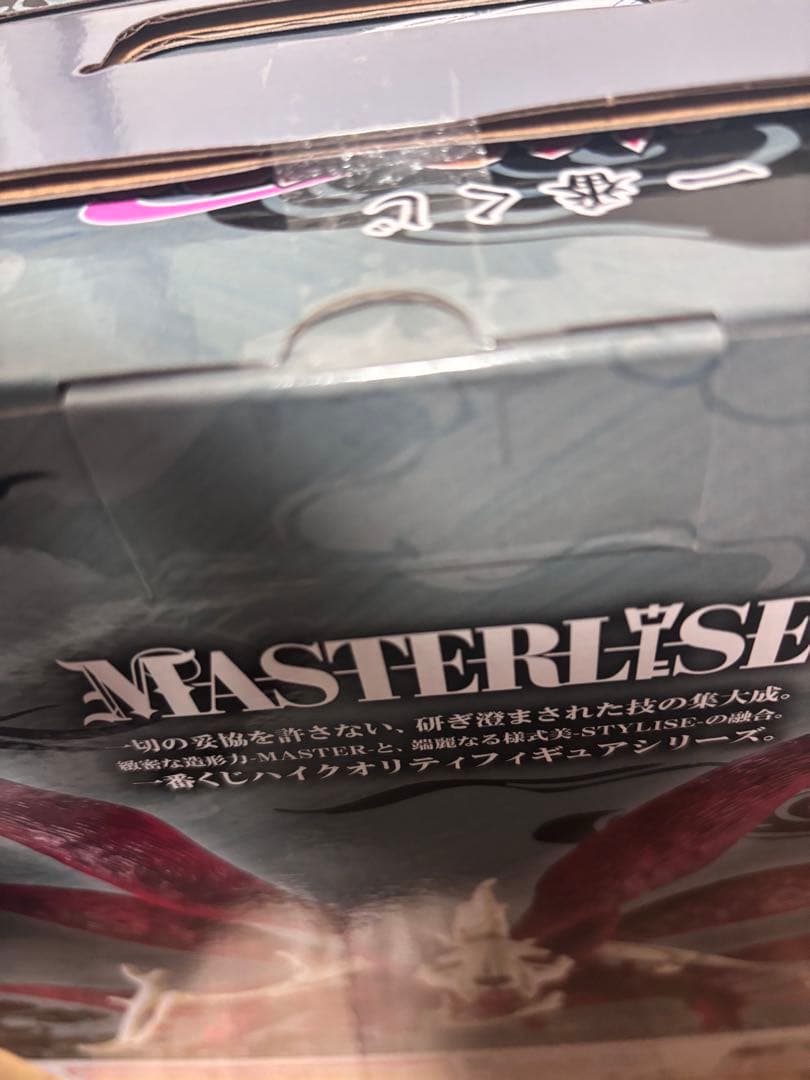 一番くじ
MASTERLISE
一切の妥協を許さない、研ぎ澄まされた技の集大成。
緻密な造形力-MASTER-と、端麗なる様式美-STYLISE-の融合。
一番くじハイクオリティフィギュアシリーズ。